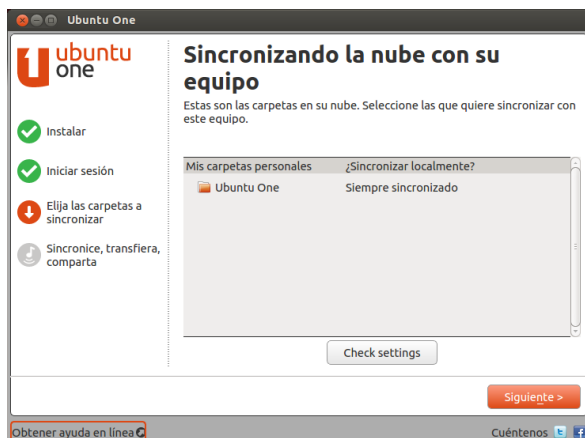 Ubuntu One
ubuntu
one
Instalar
Iniciar sesión
Elija las carpetas a
sincronizar
Sincronice, transfiera,
comparta
Sincronizando la nube con su
equipo
Estas son las carpetas en su nube. Seleccione las que quiere sincronizar con
este equipo.
Mis carpetas personales ¿Sincronizar localmente?
Ubuntu One Siempre sincronizado
Check settings
Siguiente >
Obtener ayuda en línea Cuéntenos